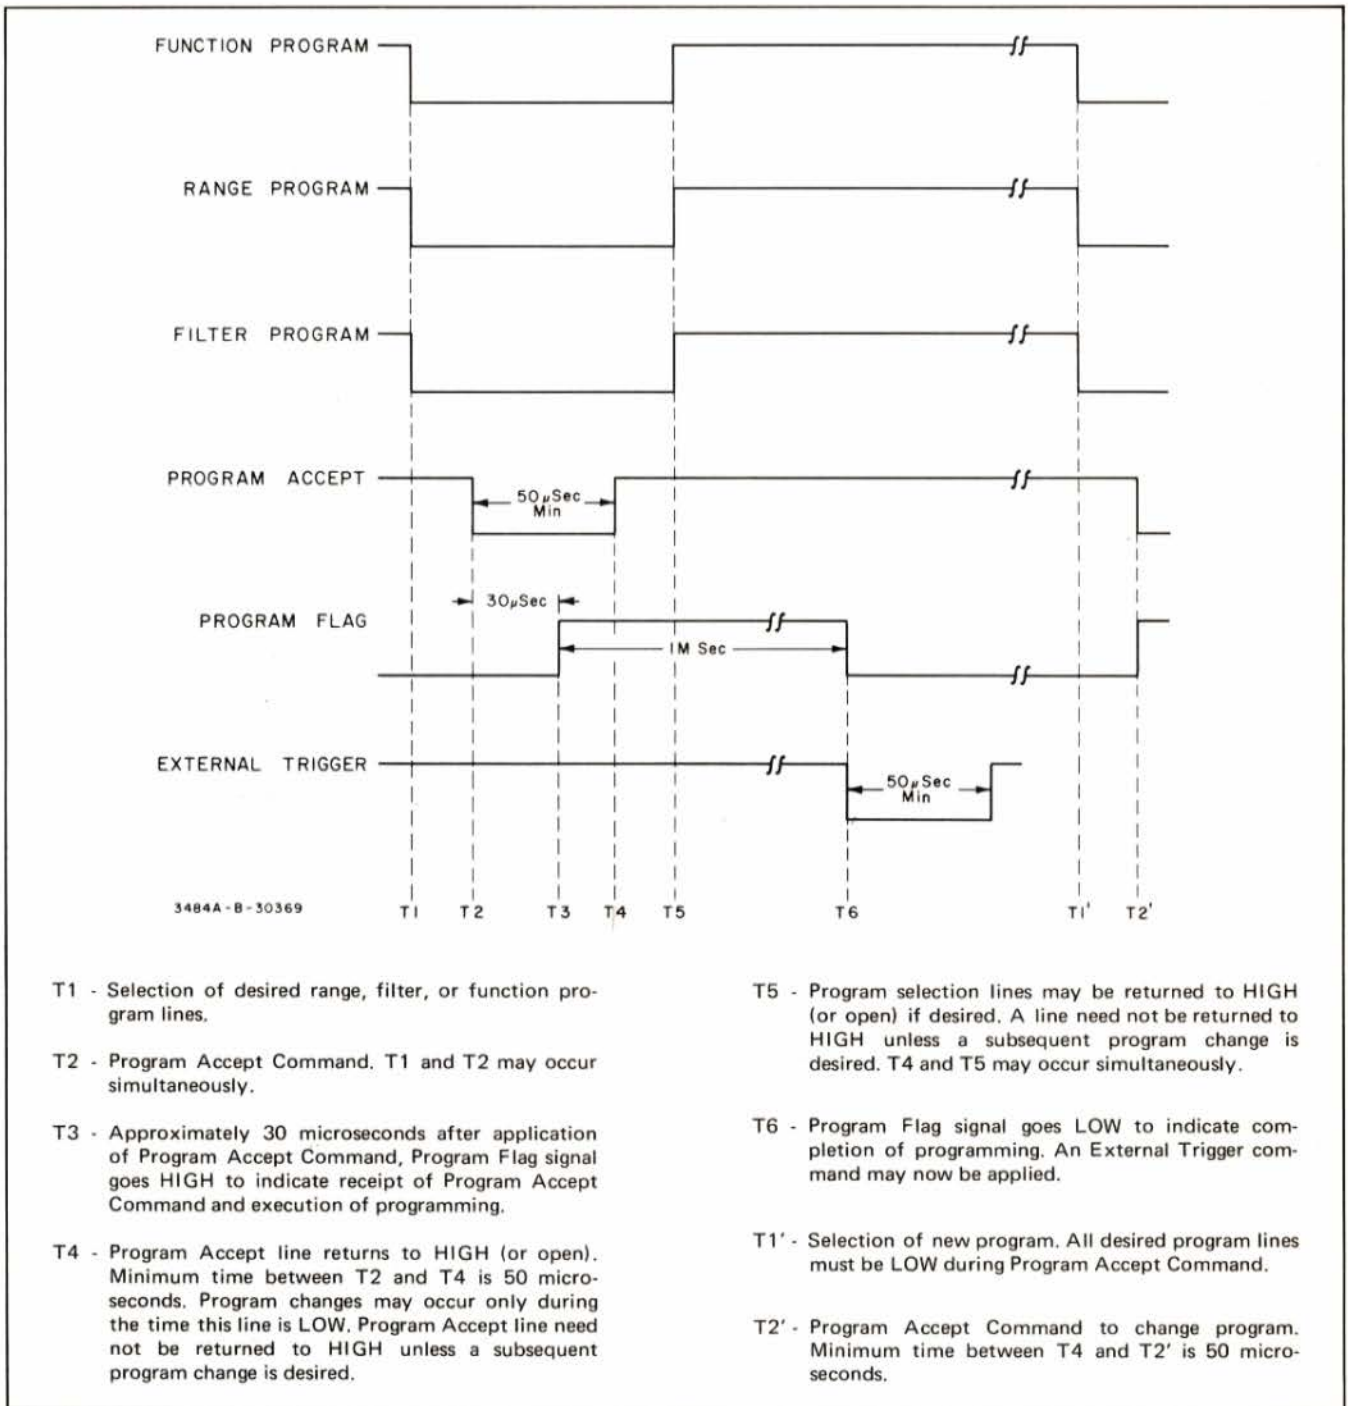 FUNCTION PROGRAM
RANGE PROGRAM
FILTER PROGRAM
PROGRAM ACCEPT
50 μSec
Min
30μSec
PROGRAM FLAG
1M Sec
EXTERNAL TRIGGER
50 μSec
Min
3484A-B-30369
T1 T2 T3 T4 T5 T6 T1' T2'
T1 - Selection of desired range, filter, or function pro-
gram lines.
T2 - Program Accept Command. T1 and T2 may occur
simultaneously.
T3 - Approximately 30 microseconds after application
of Program Accept Command, Program Flag signal
goes HIGH to indicate receipt of Program Accept
Command and execution of programming.
T4 - Program Accept line returns to HIGH (or open).
Minimum time between T2 and T4 is 50 micro-
seconds. Program changes may occur only during
the time this line is LOW. Program Accept line need
not be returned to HIGH unless a subsequent
program change is desired.
T5 - Program selection lines may be returned to HIGH
(or open) if desired. A line need not be returned to
HIGH unless a subsequent program change is
desired. T4 and T5 may occur simultaneously.
T6 - Program Flag signal goes LOW to indicate com-
pletion of programming. An External Trigger com-
mand may now be applied.
T1' - Selection of new program. All desired program lines
must be LOW during Program Accept Command.
T2' - Program Accept Command to change program.
Minimum time between T4 and T2' is 50 micro-
seconds.